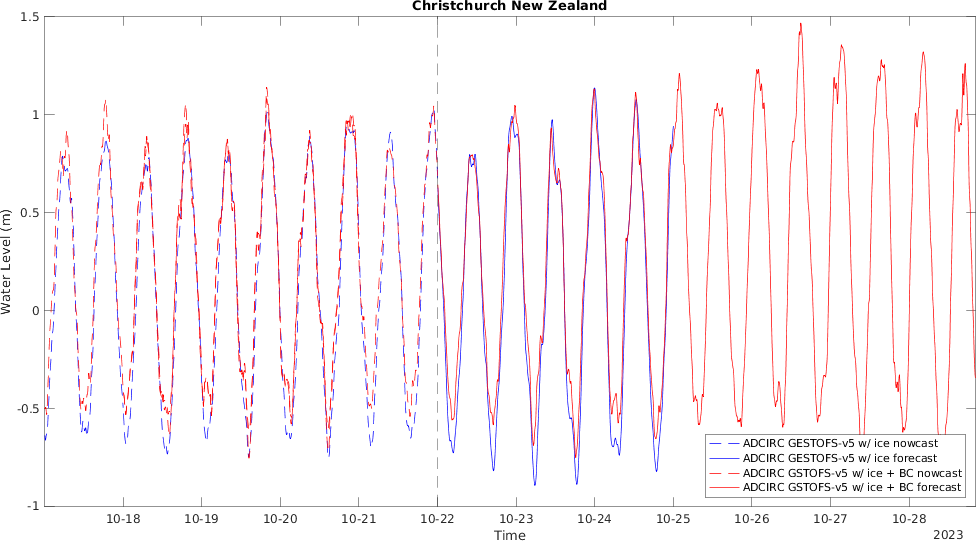 Christchurch New Zealand
1.5
1
0.5
0
-0.5
-1
Water Level (m)
ADCIRC GESTOFS-v5 w/ ice nowcast
ADCIRC GESTOFS-v5 w/ ice forecast
ADCIRC GSTOFS-v5 w/ ice + BC nowcast
ADCIRC GSTOFS-v5 w/ ice + BC forecast
10-18 10-19 10-20 10-21 10-22 10-23 10-24 10-25 10-26 10-27 10-28
Time
2023